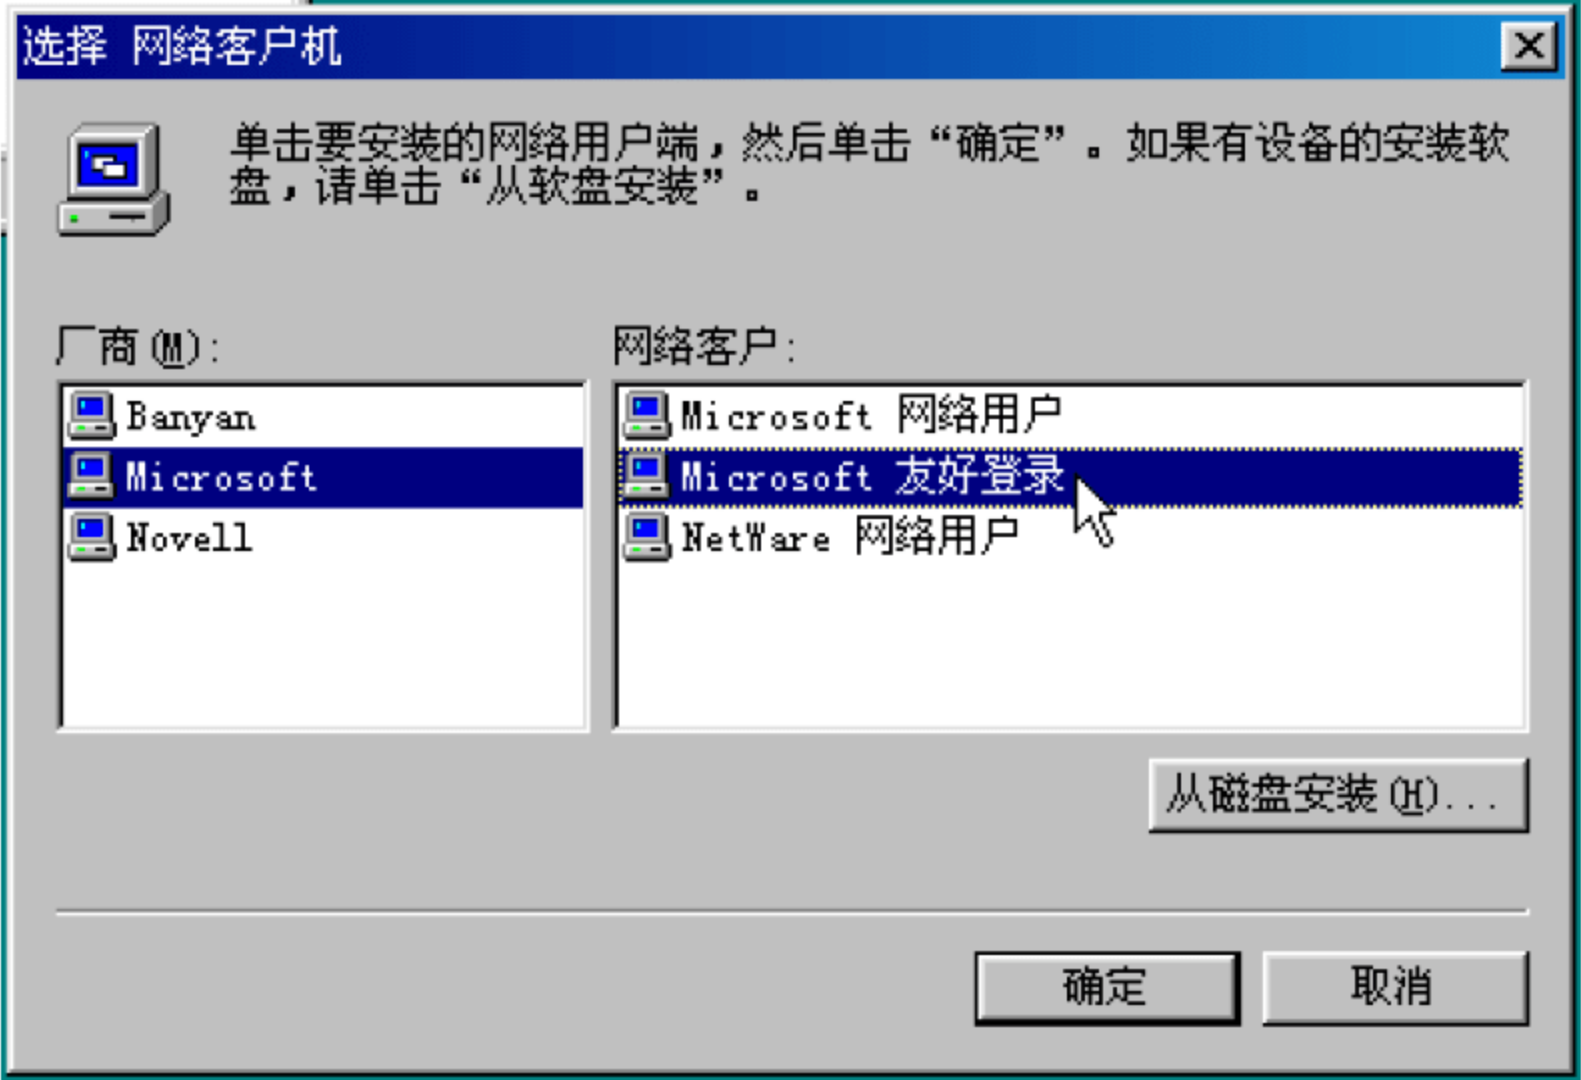 选择 网络客户机
单击要安装的网络用户端，然后单击“确定”。如果有设备的安装软
盘，请单击“从软盘安装”。
厂商(M):
网络客户:
Banyan
Microsoft
Novell
Microsoft 网络用户
Microsoft 友好登录
NetWare 网络用户
从磁盘安装(H)...
确定
取消